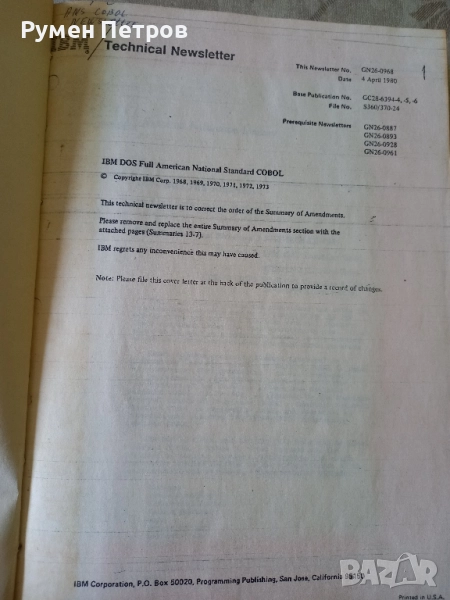 Румен Петров
ANS COBOL
IBM Technical Newsletter
This Newsletter No. GN26-0968
Date 4 April 1980
1
Base Publication No. GC28-6394-4, -5, -6
File No. S360/370-24
Prerequisite Newsletters GN26-0887
GN26-0893
GN26-0928
GN26-0961
IBM DOS Full American National Standard COBOL
© Copyright IBM Corp. 1968, 1969, 1970, 1971, 1972, 1973
This technical newsletter is to correct the order of the Summary of Amendments.
Please remove and replace the entire Summary of Amendments section with the
attached pages (Summaries 13-7).
IBM regrets any inconvenience this may have caused.
Note: Please file this cover letter at the back of the publication to provide a record of changes.
IBM Corporation, P.O. Box 50020, Programming Publishing, San Jose, California
Printed in U.S.A.
BAZAR